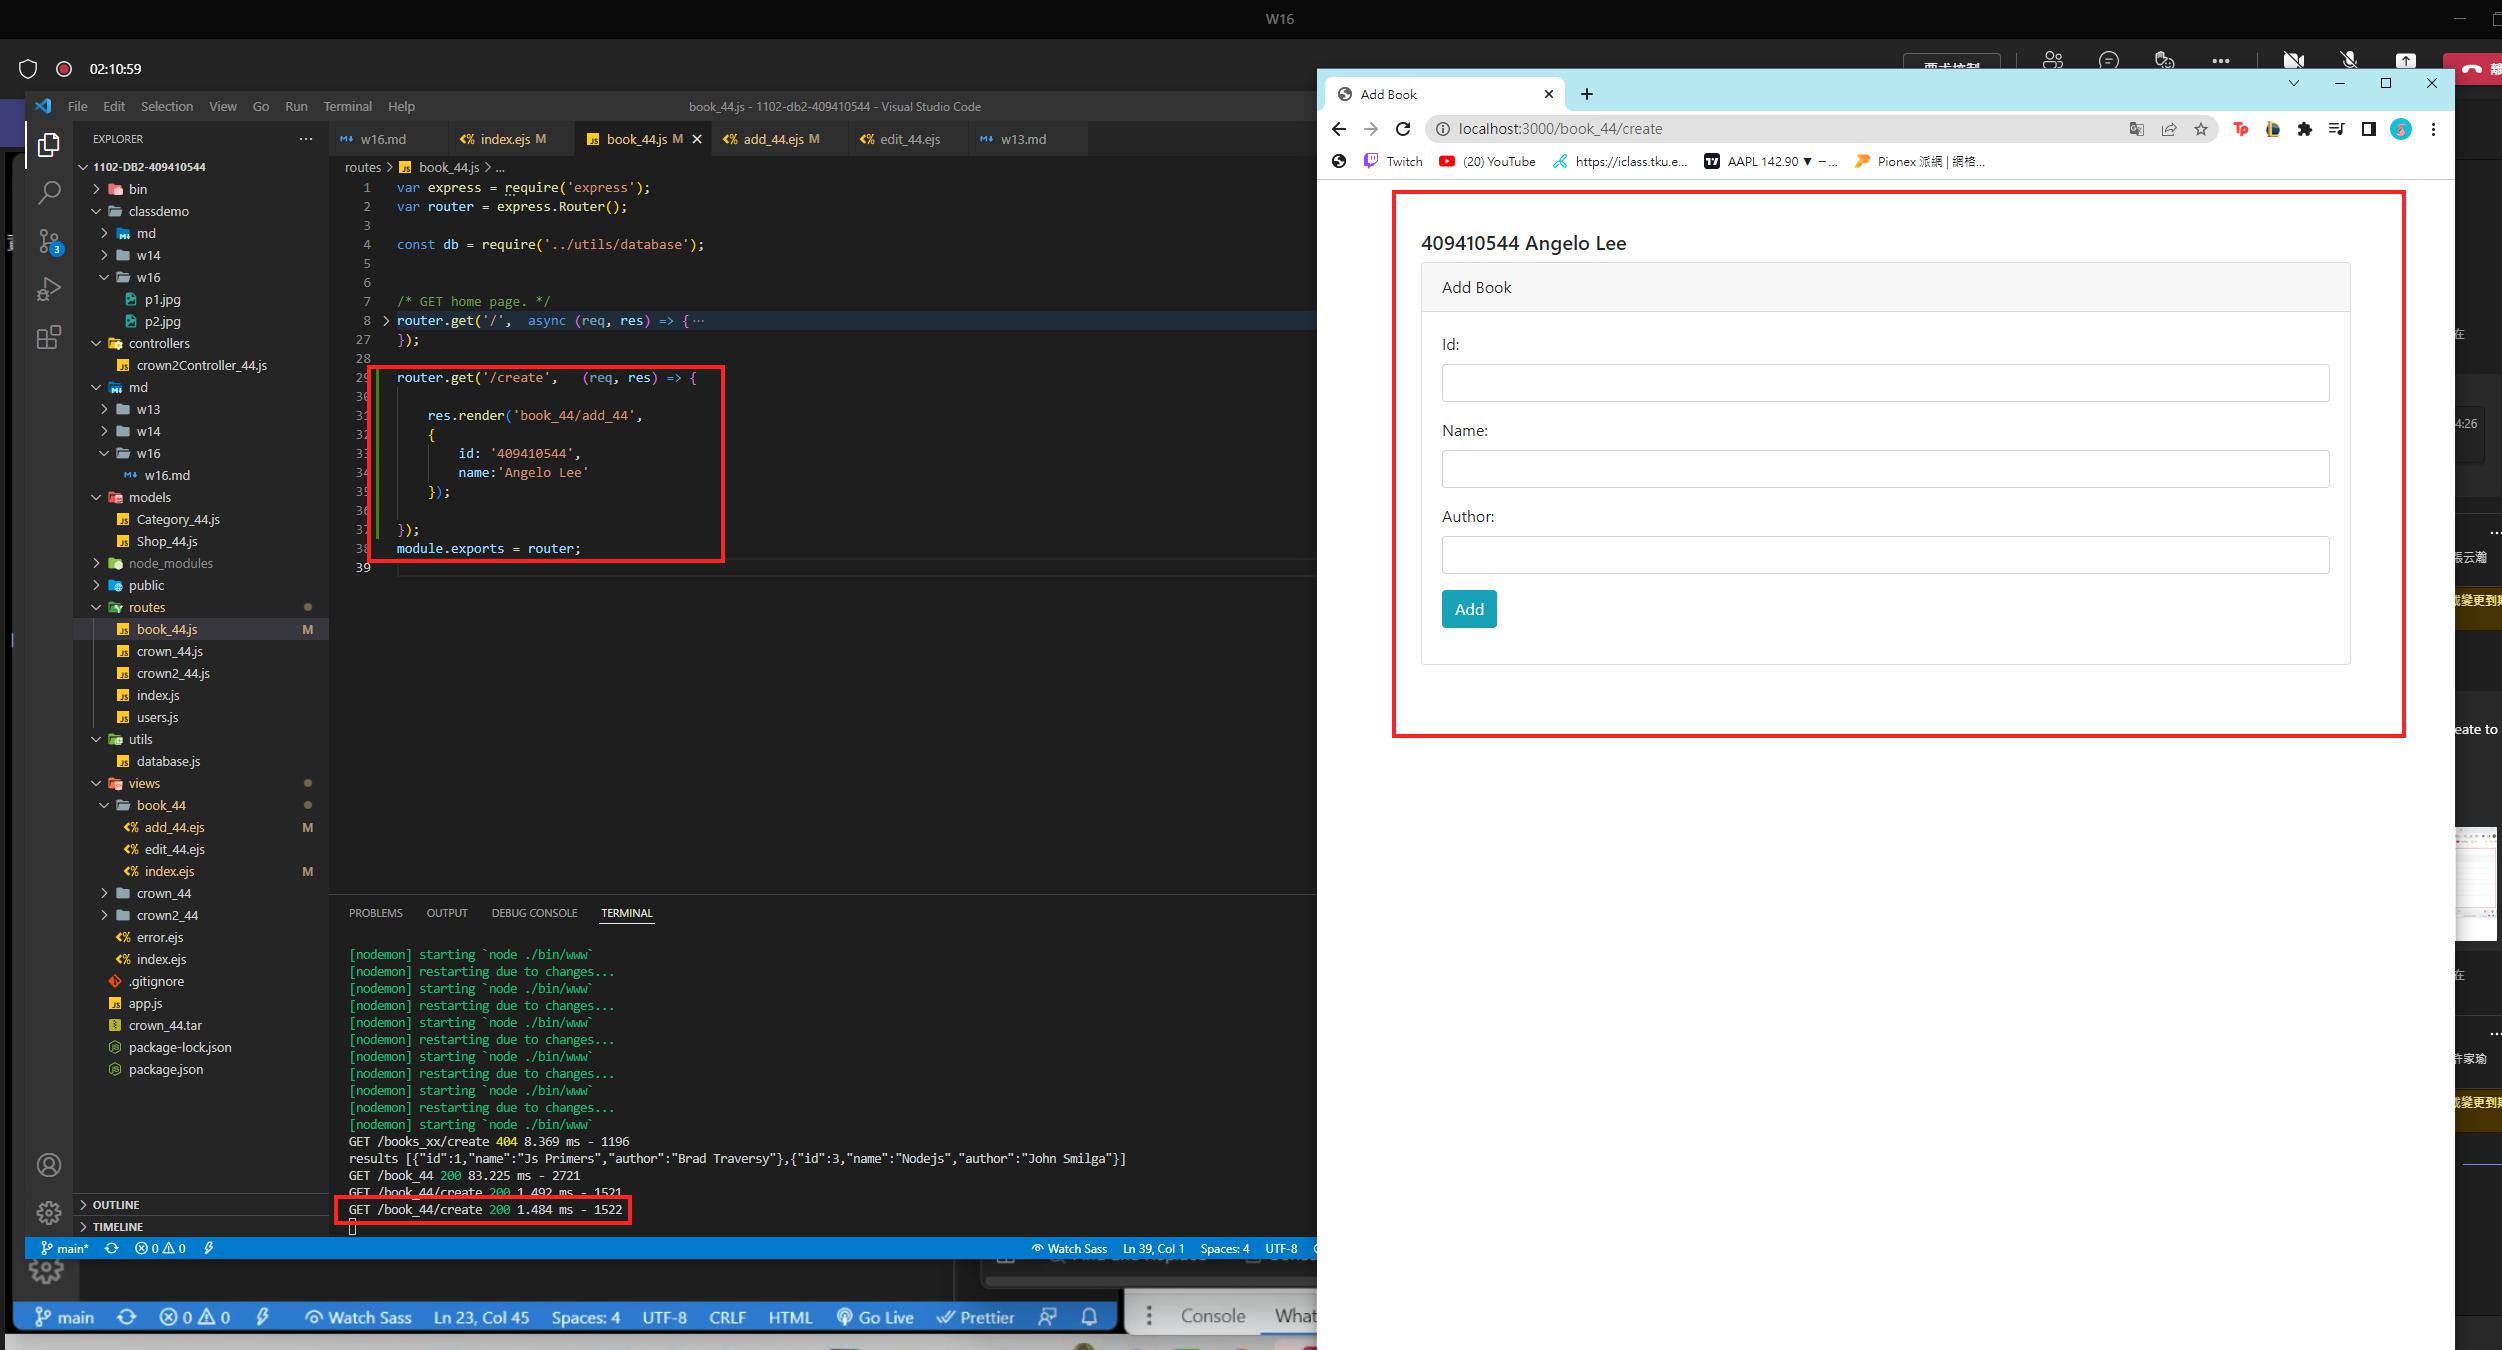 W16
02:10:59
File Edit Selection View Go Run Terminal Help
book_44.js - 1102-db2-409410544 - Visual Studio Code
EXPLORER
w16.md
index.ejs M
book_44.js M
add_44.ejs M
edit_44.ejs
w13.md
1102-DB2-409410544
bin
classdemo
md
w14
w16
p1.jpg
p2.jpg
controllers
crown2Controller_44.js
md
w13
w14
w16
w16.md
models
Category_44.js
Shop_44.js
node_modules
public
routes
book_44.js M
crown_44.js
crown2_44.js
index.js
users.js
utils
database.js
views
book_44
add_44.ejs M
edit_44.ejs
index.ejs M
crown_44
crown2_44
error.ejs
index.ejs
.gitignore
app.js
crown_44.tar
package-lock.json
package.json
OUTLINE
TIMELINE
routes > book_44.js > ...
1 var express = require('express');
2 var router = express.Router();
3
4 const db = require('../utils/database');
5
6
7 /* GET home page. */
8 router.get('/', async (req, res) => { ...
27 });
28
29 router.get('/create', (req, res) => {
30
31 res.render('book_44/add_44',
32 {
33 id: '409410544',
34 name:'Angelo Lee'
35 });
36
37 });
38 module.exports = router;
39
PROBLEMS OUTPUT DEBUG CONSOLE TERMINAL
[nodemon] starting `node ./bin/www`
[nodemon] restarting due to changes...
[nodemon] starting `node ./bin/www`
[nodemon] restarting due to changes...
[nodemon] starting `node ./bin/www`
[nodemon] restarting due to changes...
[nodemon] starting `node ./bin/www`
[nodemon] restarting due to changes...
[nodemon] starting `node ./bin/www`
[nodemon] restarting due to changes...
[nodemon] starting `node ./bin/www`
GET /books_xx/create 404 8.369 ms - 1196
results [{"id":1,"name":"Js Primers","author":"Brad Traversy"},{"id":3,"name":"Nodejs","author":"John Smilga"}]
GET /book_44 200 83.225 ms - 2721
GET /book_44/create 200 1.492 ms - 1521
GET /book_44/create 200 1.484 ms - 1522
main* 0 0 Watch Sass Ln 39, Col 1 Spaces: 4 UTF-8
main 0 0 Watch Sass Ln 23, Col 45 Spaces: 4 UTF-8 CRLF HTML Go Live Prettier
Console What
Add Book
localhost:3000/book_44/create
Twitch (20) YouTube https://iclass.tku.e... AAPL 142.90 ▼ −... Pionex 派網 | 網格...
409410544 Angelo Lee
Add Book
Id:
Name:
Author:
Add
在
4:26
張云瀚
eate to
在
許家瑜